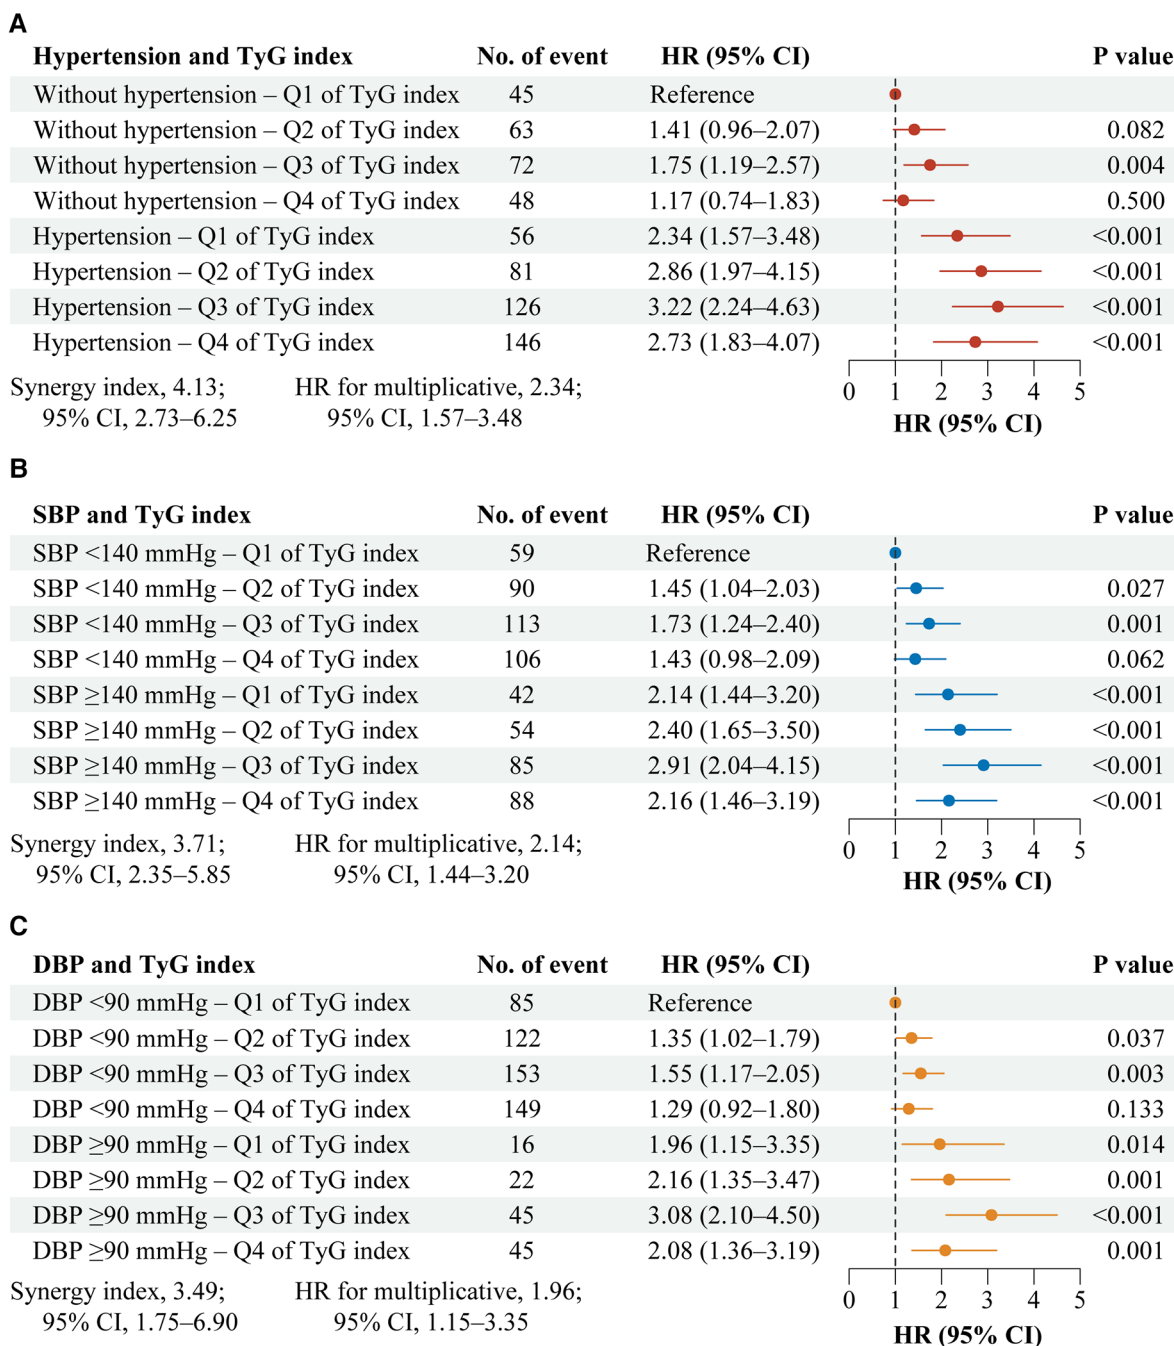 A
Hypertension and TyG index No. of event HR (95% CI) P value
Without hypertension – Q1 of TyG index 45 Reference
Without hypertension – Q2 of TyG index 63 1.41 (0.96–2.07) 0.082
Without hypertension – Q3 of TyG index 72 1.75 (1.19–2.57) 0.004
Without hypertension – Q4 of TyG index 48 1.17 (0.74–1.83) 0.500
Hypertension – Q1 of TyG index 56 2.34 (1.57–3.48) <0.001
Hypertension – Q2 of TyG index 81 2.86 (1.97–4.15) <0.001
Hypertension – Q3 of TyG index 126 3.22 (2.24–4.63) <0.001
Hypertension – Q4 of TyG index 146 2.73 (1.83–4.07) <0.001
Synergy index, 4.13; HR for multiplicative, 2.34; 0 1 2 3 4 5
95% CI, 2.73–6.25 95% CI, 1.57–3.48 HR (95% CI)
B
SBP and TyG index No. of event HR (95% CI) P value
SBP <140 mmHg – Q1 of TyG index 59 Reference
SBP <140 mmHg – Q2 of TyG index 90 1.45 (1.04–2.03) 0.027
SBP <140 mmHg – Q3 of TyG index 113 1.73 (1.24–2.40) 0.001
SBP <140 mmHg – Q4 of TyG index 106 1.43 (0.98–2.09) 0.062
SBP ≥140 mmHg – Q1 of TyG index 42 2.14 (1.44–3.20) <0.001
SBP ≥140 mmHg – Q2 of TyG index 54 2.40 (1.65–3.50) <0.001
SBP ≥140 mmHg – Q3 of TyG index 85 2.91 (2.04–4.15) <0.001
SBP ≥140 mmHg – Q4 of TyG index 88 2.16 (1.46–3.19) <0.001
Synergy index, 3.71; HR for multiplicative, 2.14; 0 1 2 3 4 5
95% CI, 2.35–5.85 95% CI, 1.44–3.20 HR (95% CI)
C
DBP and TyG index No. of event HR (95% CI) P value
DBP <90 mmHg – Q1 of TyG index 85 Reference
DBP <90 mmHg – Q2 of TyG index 122 1.35 (1.02–1.79) 0.037
DBP <90 mmHg – Q3 of TyG index 153 1.55 (1.17–2.05) 0.003
DBP <90 mmHg – Q4 of TyG index 149 1.29 (0.92–1.80) 0.133
DBP ≥90 mmHg – Q1 of TyG index 16 1.96 (1.15–3.35) 0.014
DBP ≥90 mmHg – Q2 of TyG index 22 2.16 (1.35–3.47) 0.001
DBP ≥90 mmHg – Q3 of TyG index 45 3.08 (2.10–4.50) <0.001
DBP ≥90 mmHg – Q4 of TyG index 45 2.08 (1.36–3.19) 0.001
Synergy index, 3.49; HR for multiplicative, 1.96; 0 1 2 3 4 5
95% CI, 1.75–6.90 95% CI, 1.15–3.35 HR (95% CI)